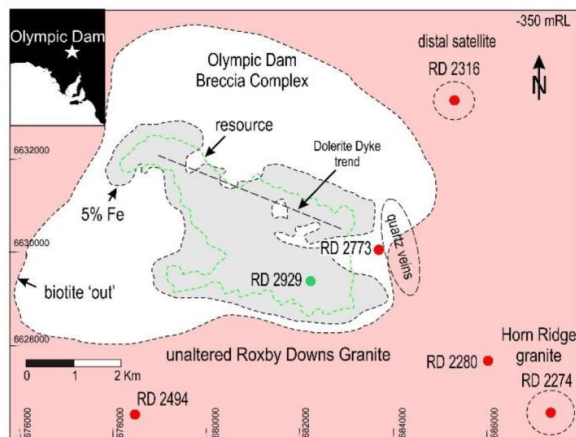 -350 mRL
Olympic Dam
distal satellite
RD 2316
N
Olympic Dam
Breccia Complex
resource
Dolerite Dyke
trend
6632000
5% Fe
quartz veins
6630000
RD 2773
RD 2929
biotite 'out'
6628000
unaltered Roxby Downs Granite
Horn Ridge
granite
RD 2280
RD 2274
0 1 2 Km
RD 2494
676000
678000
680000
682000
684000
686000